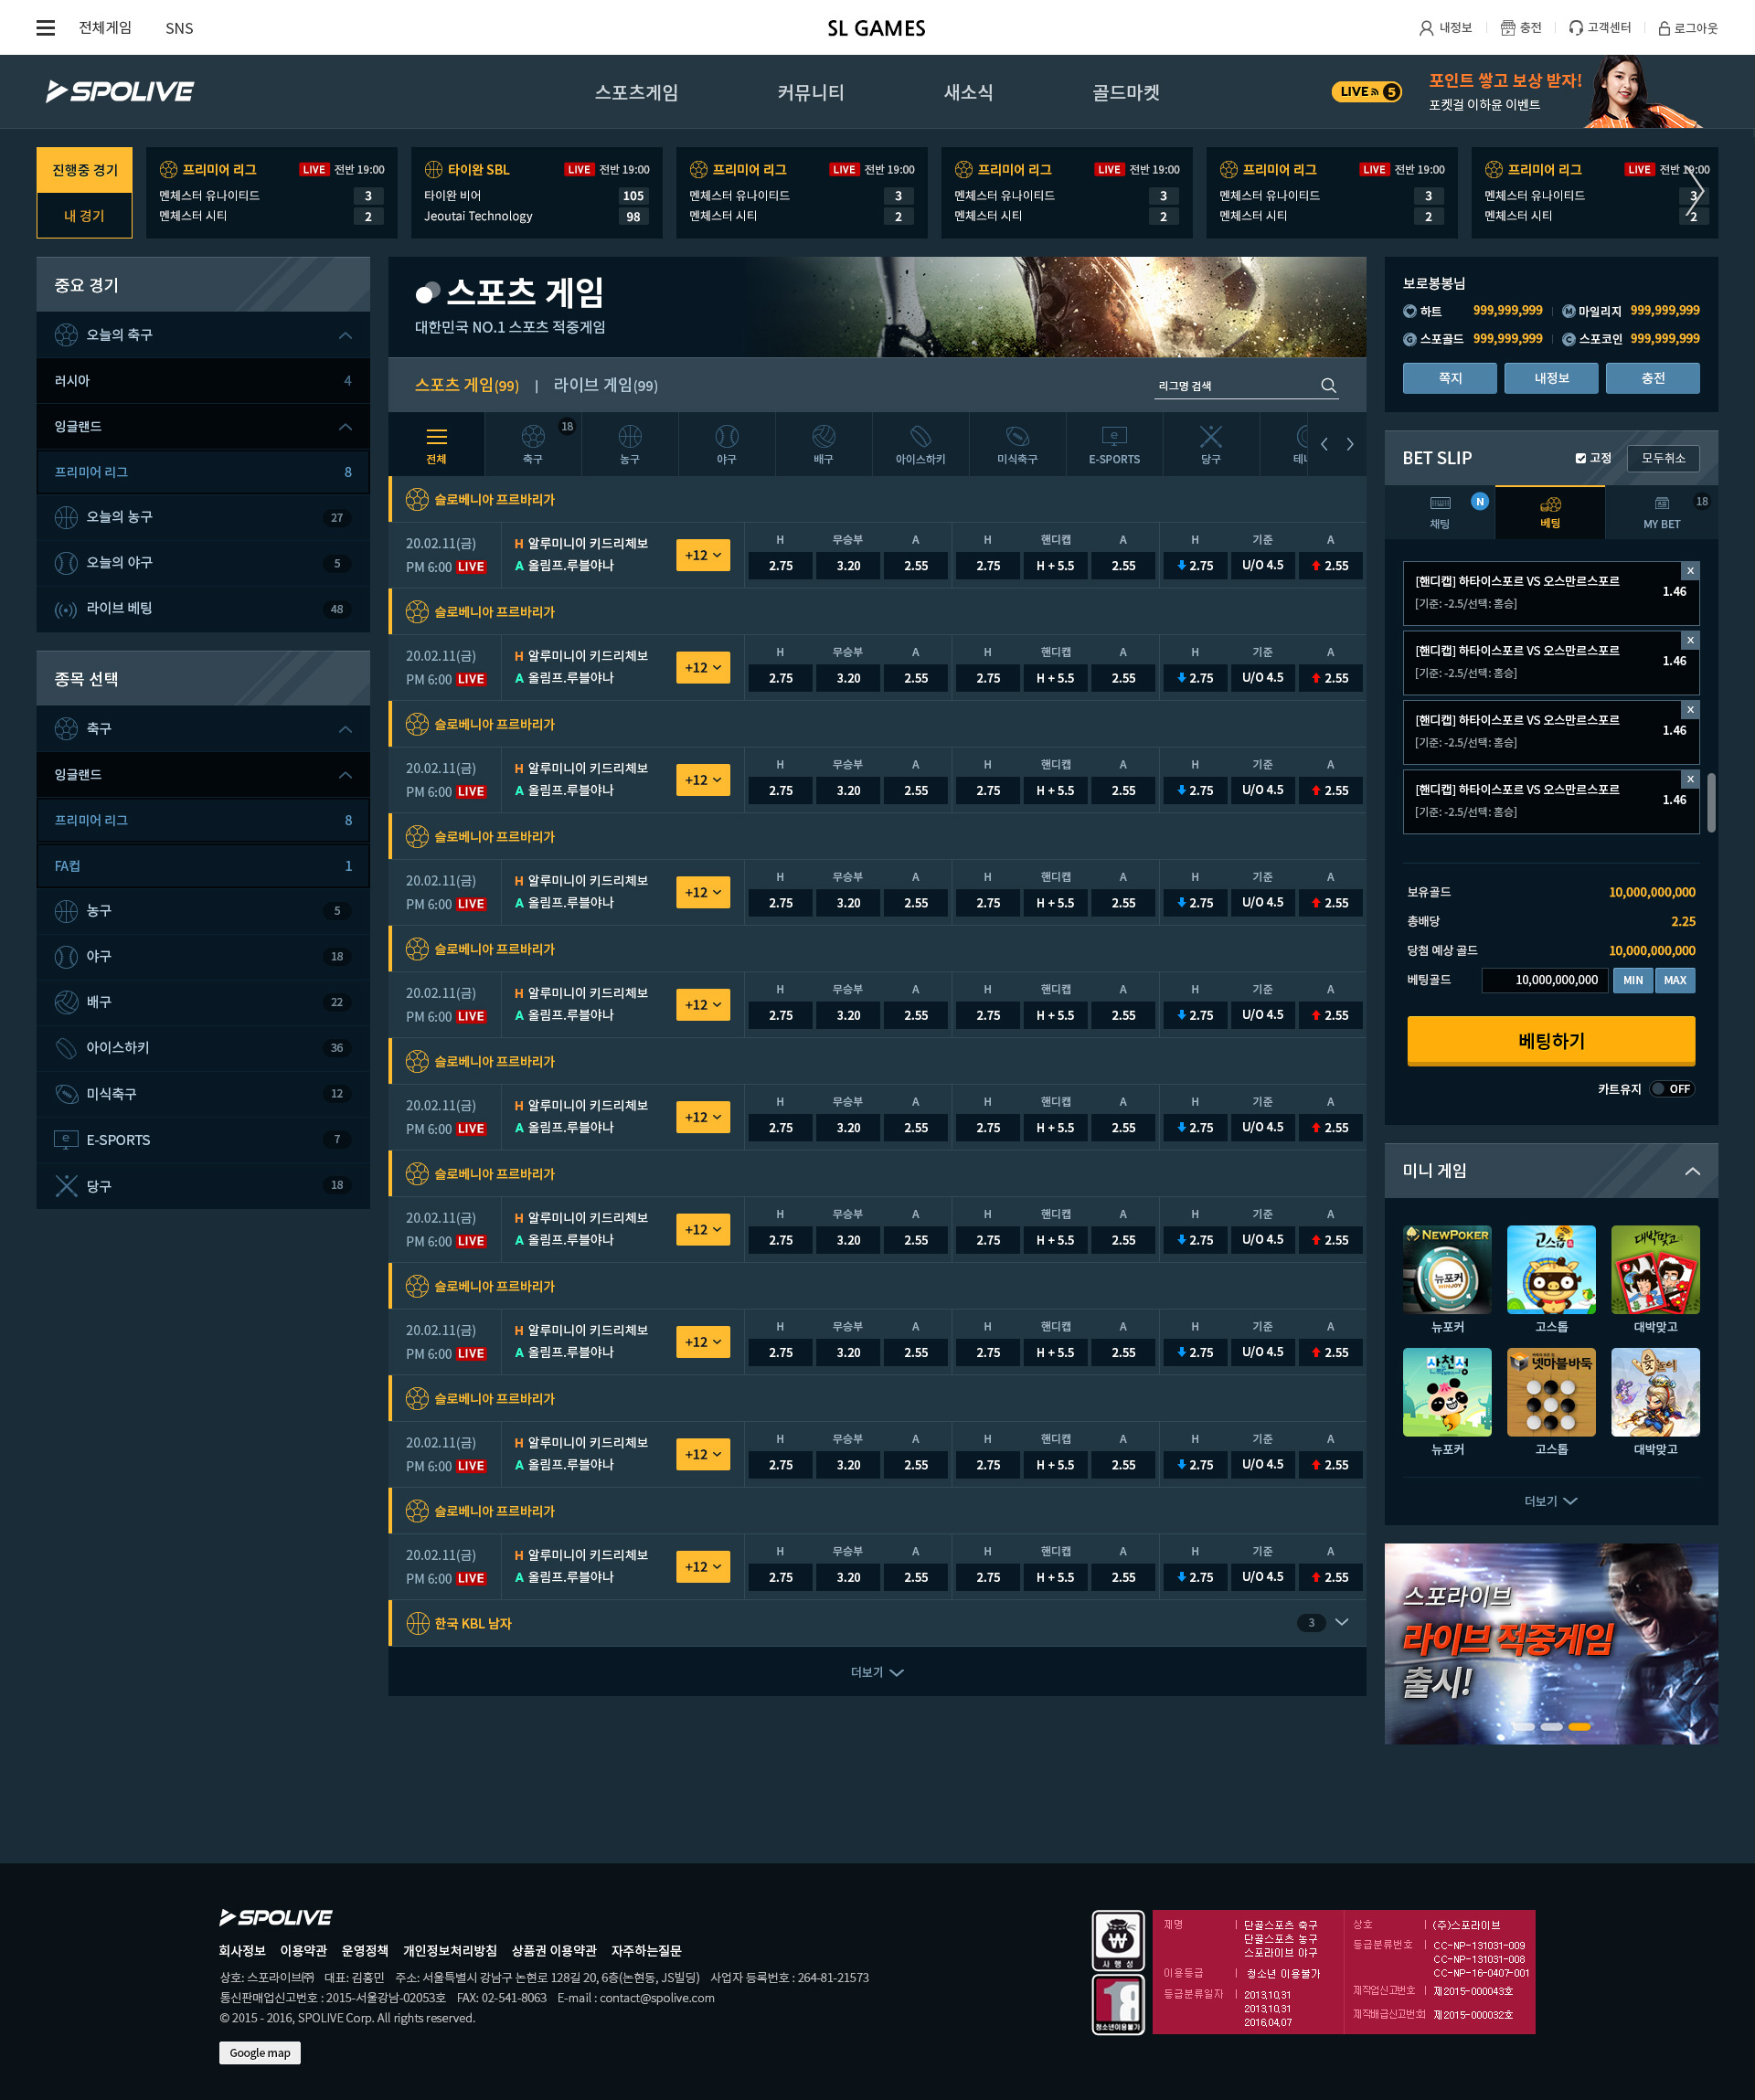 전체게임 SNS SL GAMES 내정보 충전 고객센터 로그아웃
SPOLIVE 스포츠게임 커뮤니티 새소식 골드마켓 LIVE 5
포인트 쌓고 보상 받자!
포켓걸 이하윤 이벤트
진행중 경기
내 경기
프리미어 리그 LIVE 전반 19:00
멘체스터 유나이티드 3
멘체스터 시티 2
타이완 SBL LIVE 전반 19:00
타이완 비어 105
Jeoutai Technology 98
프리미어 리그 LIVE 전반 19:00
멘체스터 유나이티드 3
멘체스터 시티 2
프리미어 리그 LIVE 전반 19:00
멘체스터 유나이티드 3
멘체스터 시티 2
프리미어 리그 LIVE 전반 19:00
멘체스터 유나이티드 3
멘체스터 시티 2
프리미어 리그 LIVE 전반 19:00
멘체스터 유나이티드 3
멘체스터 시티 2
중요 경기
오늘의 축구
러시아 4
잉글랜드
프리미어 리그 8
오늘의 농구 27
오늘의 야구 5
라이브 베팅 48
종목 선택
축구
잉글랜드
프리미어 리그 8
FA컵 1
농구 5
야구 18
배구 22
아이스하키 36
미식축구 12
E-SPORTS 7
당구 18
스포츠 게임
대한민국 NO.1 스포츠 적중게임
스포츠 게임(99) | 라이브 게임(99) 리그명 검색
전체 축구 18 농구 야구 배구 아이스하키 미식축구 E-SPORTS 당구
슬로베니아 프르바리가
20.02.11(금) H 알루미니이 키드리체보 +12 H 무승부 A H 핸디캡 A H 기준 A
PM 6:00 LIVE A 올림프.루블야나 2.75 3.20 2.55 2.75 H + 5.5 2.55 2.75 U/O 4.5 2.55
슬로베니아 프르바리가
20.02.11(금) H 알루미니이 키드리체보 +12 H 무승부 A H 핸디캡 A H 기준 A
PM 6:00 LIVE A 올림프.루블야나 2.75 3.20 2.55 2.75 H + 5.5 2.55 2.75 U/O 4.5 2.55
슬로베니아 프르바리가
20.02.11(금) H 알루미니이 키드리체보 +12 H 무승부 A H 핸디캡 A H 기준 A
PM 6:00 LIVE A 올림프.루블야나 2.75 3.20 2.55 2.75 H + 5.5 2.55 2.75 U/O 4.5 2.55
슬로베니아 프르바리가
20.02.11(금) H 알루미니이 키드리체보 +12 H 무승부 A H 핸디캡 A H 기준 A
PM 6:00 LIVE A 올림프.루블야나 2.75 3.20 2.55 2.75 H + 5.5 2.55 2.75 U/O 4.5 2.55
슬로베니아 프르바리가
20.02.11(금) H 알루미니이 키드리체보 +12 H 무승부 A H 핸디캡 A H 기준 A
PM 6:00 LIVE A 올림프.루블야나 2.75 3.20 2.55 2.75 H + 5.5 2.55 2.75 U/O 4.5 2.55
슬로베니아 프르바리가
20.02.11(금) H 알루미니이 키드리체보 +12 H 무승부 A H 핸디캡 A H 기준 A
PM 6:00 LIVE A 올림프.루블야나 2.75 3.20 2.55 2.75 H + 5.5 2.55 2.75 U/O 4.5 2.55
슬로베니아 프르바리가
20.02.11(금) H 알루미니이 키드리체보 +12 H 무승부 A H 핸디캡 A H 기준 A
PM 6:00 LIVE A 올림프.루블야나 2.75 3.20 2.55 2.75 H + 5.5 2.55 2.75 U/O 4.5 2.55
슬로베니아 프르바리가
20.02.11(금) H 알루미니이 키드리체보 +12 H 무승부 A H 핸디캡 A H 기준 A
PM 6:00 LIVE A 올림프.루블야나 2.75 3.20 2.55 2.75 H + 5.5 2.55 2.75 U/O 4.5 2.55
슬로베니아 프르바리가
20.02.11(금) H 알루미니이 키드리체보 +12 H 무승부 A H 핸디캡 A H 기준 A
PM 6:00 LIVE A 올림프.루블야나 2.75 3.20 2.55 2.75 H + 5.5 2.55 2.75 U/O 4.5 2.55
슬로베니아 프르바리가
20.02.11(금) H 알루미니이 키드리체보 +12 H 무승부 A H 핸디캡 A H 기준 A
PM 6:00 LIVE A 올림프.루블야나 2.75 3.20 2.55 2.75 H + 5.5 2.55 2.75 U/O 4.5 2.55
한국 KBL 남자 3
더보기
보로봉봉님
하트 999,999,999 M 마일리지 999,999,999
G 스포골드 999,999,999 C 스포코인 999,999,999
쪽지 내정보 충전
BET SLIP 고정 모두취소
채팅 N 베팅 MY BET 18
[핸디캡] 하타이스포르 VS 오스만르스포르 x
[기준: -2.5/선택: 홈승] 1.46
[핸디캡] 하타이스포르 VS 오스만르스포르 x
[기준: -2.5/선택: 홈승] 1.46
[핸디캡] 하타이스포르 VS 오스만르스포르 x
[기준: -2.5/선택: 홈승] 1.46
[핸디캡] 하타이스포르 VS 오스만르스포르 x
[기준: -2.5/선택: 홈승] 1.46
보유골드 10,000,000,000
총배당 2.25
당첨 예상 골드 10,000,000,000
베팅골드 10,000,000,000 MIN MAX
베팅하기
카트유지 OFF
미니 게임
NEWPOKER 뉴포커 고스톱 대박맞고
뉴포커 고스톱 대박맞고
사천성 넷마블바둑 윷놀이
뉴포커 고스톱 대박맞고
더보기
스포라이브
라이브 적중게임
출시!
SPOLIVE
회사정보 이용약관 운영정책 개인정보처리방침 상품권 이용약관 자주하는질문
상호: 스포라이브㈜ 대표: 김홍민 주소: 서울특별시 강남구 논현로 128길 20, 6층(논현동, JS빌딩) 사업자 등록번호 : 264-81-21573
통신판매업신고번호 : 2015-서울강남-02053호 FAX: 02-541-8063 E-mail : contact@spolive.com
© 2015 - 2016, SPOLIVE Corp. All rights reserved.
Google map
사행성
18
청소년이용불가
제명 | 단골스포츠 축구
단골스포츠 농구
스포라이브 야구
이용등급 | 청소년 이용불가
등급분류일자 | 2013.10.31
2013.10.31
2016.04.07
상호 | (주)스포라이브
등급분류번호 | CC-NP-131031-009
CC-NP-131031-008
CC-NP-16-0407-001
제작업신고번호 | 제2015-000043호
제작배급신고번호| 제2015-000032호